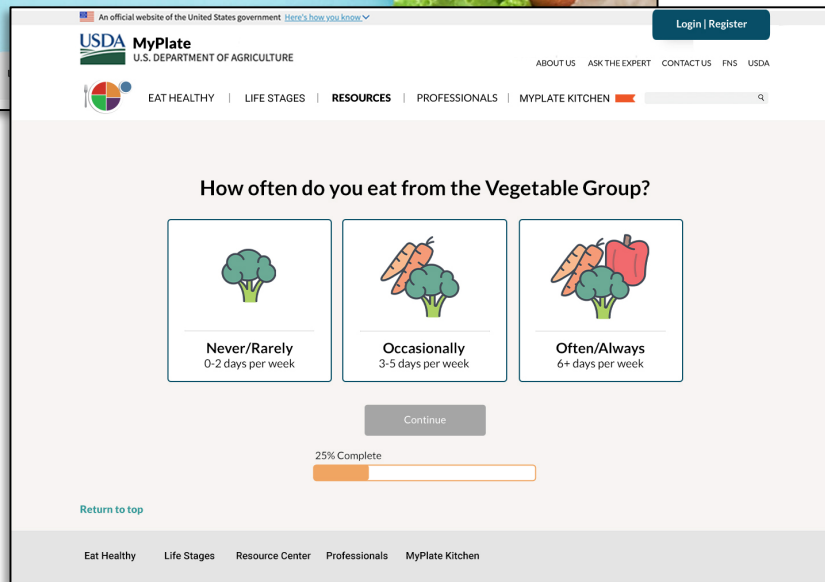 An official website of the United States government Here's how you know
Login | Register
USDA MyPlate
U.S. DEPARTMENT OF AGRICULTURE
ABOUT US ASK THE EXPERT CONTACT US FNS USDA
EAT HEALTHY | LIFE STAGES | RESOURCES | PROFESSIONALS | MYPLATE KITCHEN
How often do you eat from the Vegetable Group?
Never/Rarely
0-2 days per week
Occasionally
3-5 days per week
Often/Always
6+ days per week
Continue
25% Complete
Return to top
Eat Healthy Life Stages Resource Center Professionals MyPlate Kitchen